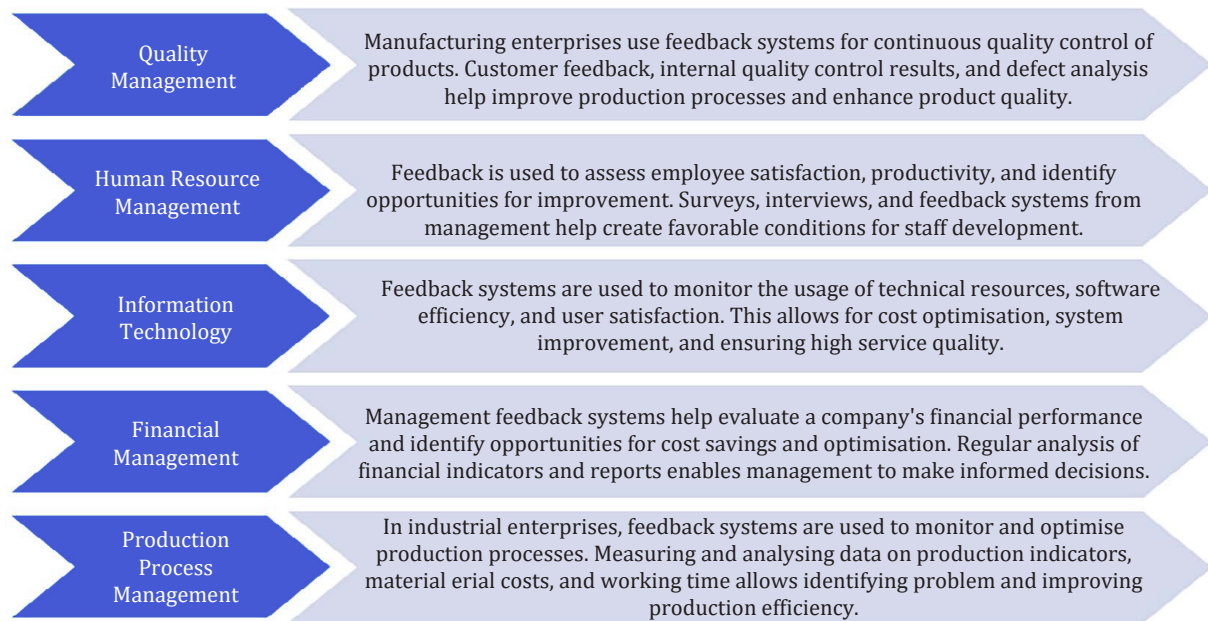 Quality
Management
Manufacturing enterprises use feedback systems for continuous quality control of
products. Customer feedback, internal quality control results, and defect analysis
help improve production processes and enhance product quality.
Human Resource
Management
Feedback is used to assess employee satisfaction, productivity, and identify
opportunities for improvement. Surveys, interviews, and feedback systems from
management help create favorable conditions for staff development.
Information
Technology
Feedback systems are used to monitor the usage of technical resources, software
efficiency, and user satisfaction. This allows for cost optimisation, system
improvement, and ensuring high service quality.
Financial
Management
Management feedback systems help evaluate a company's financial performance
and identify opportunities for cost savings and optimisation. Regular analysis of
financial indicators and reports enables management to make informed decisions.
Production
Process
Management
In industrial enterprises, feedback systems are used to monitor and optimise
production processes. Measuring and analysing data on production indicators,
material erial costs, and working time allows identifying problem and improving
production efficiency.